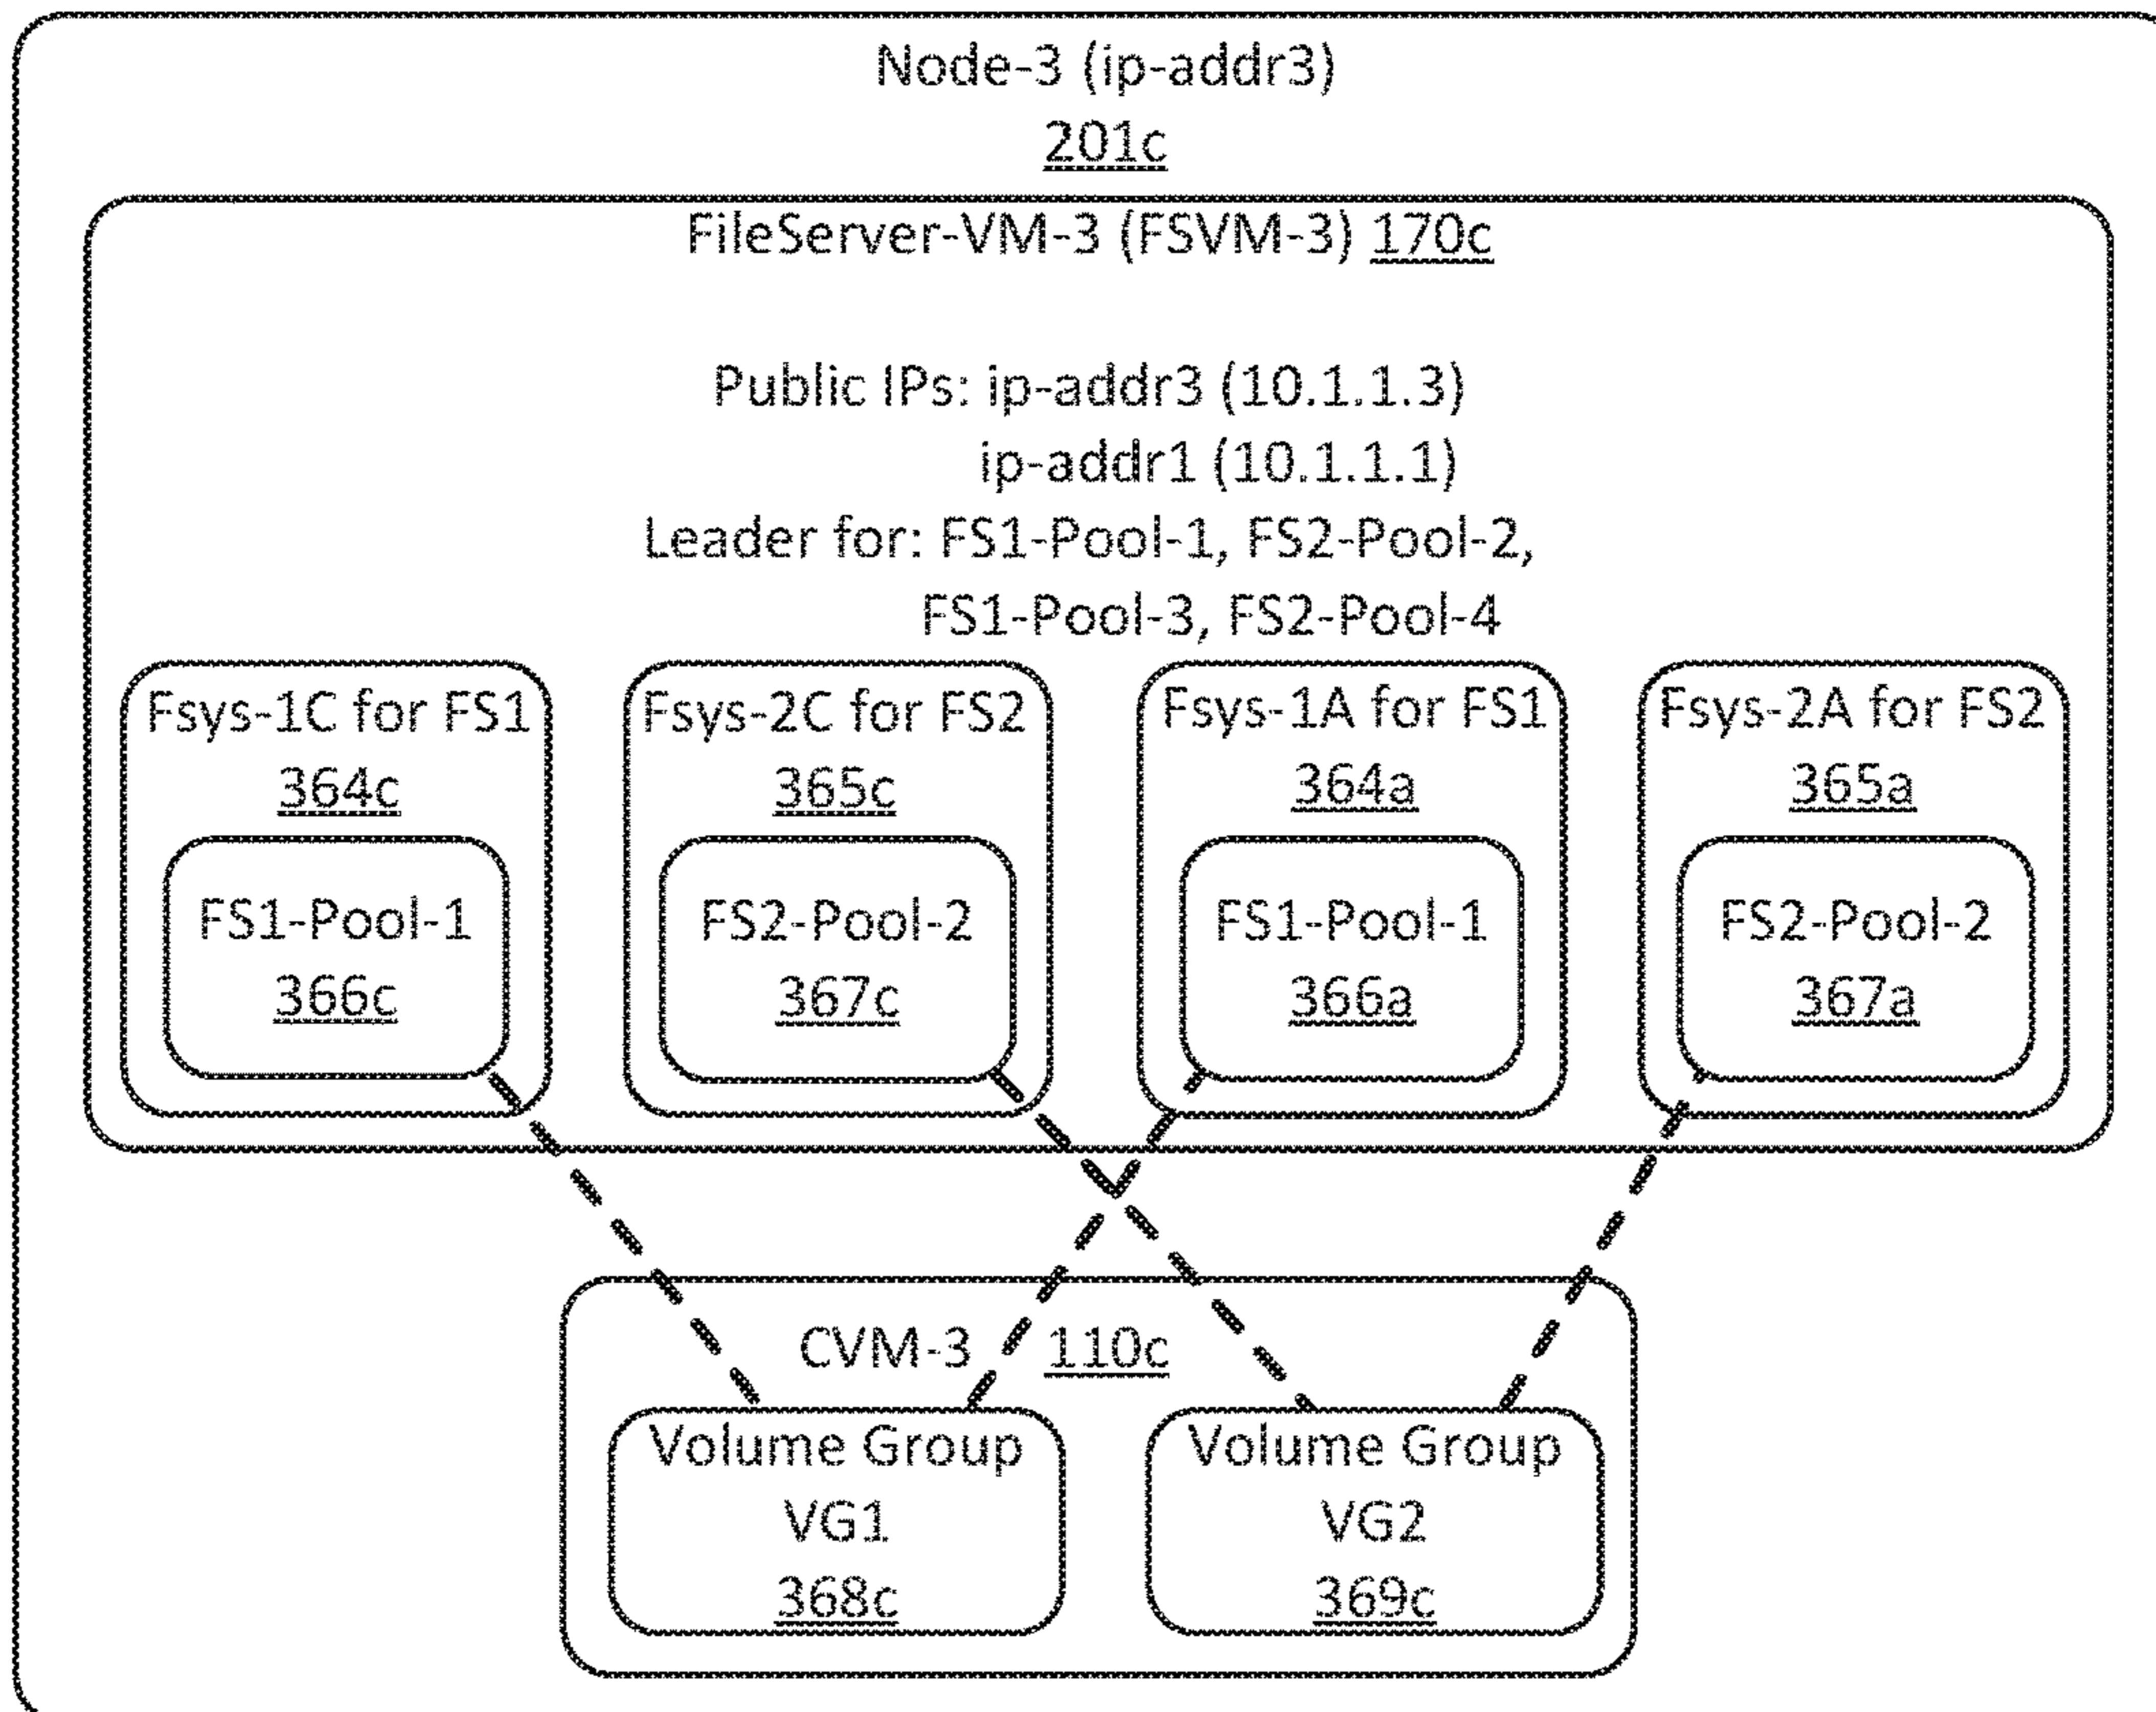 Node-3 (ip-addr3)
201c
FileServer-VM-3 (FSVM-3) 170c
Public IPs: ip-addr3 (10.1.1.3)
ip-addr1 (10.1.1.1)
Leader for: FS1-Pool-1, FS2-Pool-2,
FS1-Pool-3, FS2-Pool-4
Fsys-1C for FS1
364c
FS1-Pool-1
366c
Fsys-2C for FS2
365c
FS2-Pool-2
367c
Fsys-1A for FS1
364a
FS1-Pool-1
366a
Fsys-2A for FS2
365a
FS2-Pool-2
367a
CVM-3 110c
Volume Group
VG1
368c
Volume Group
VG2
369c